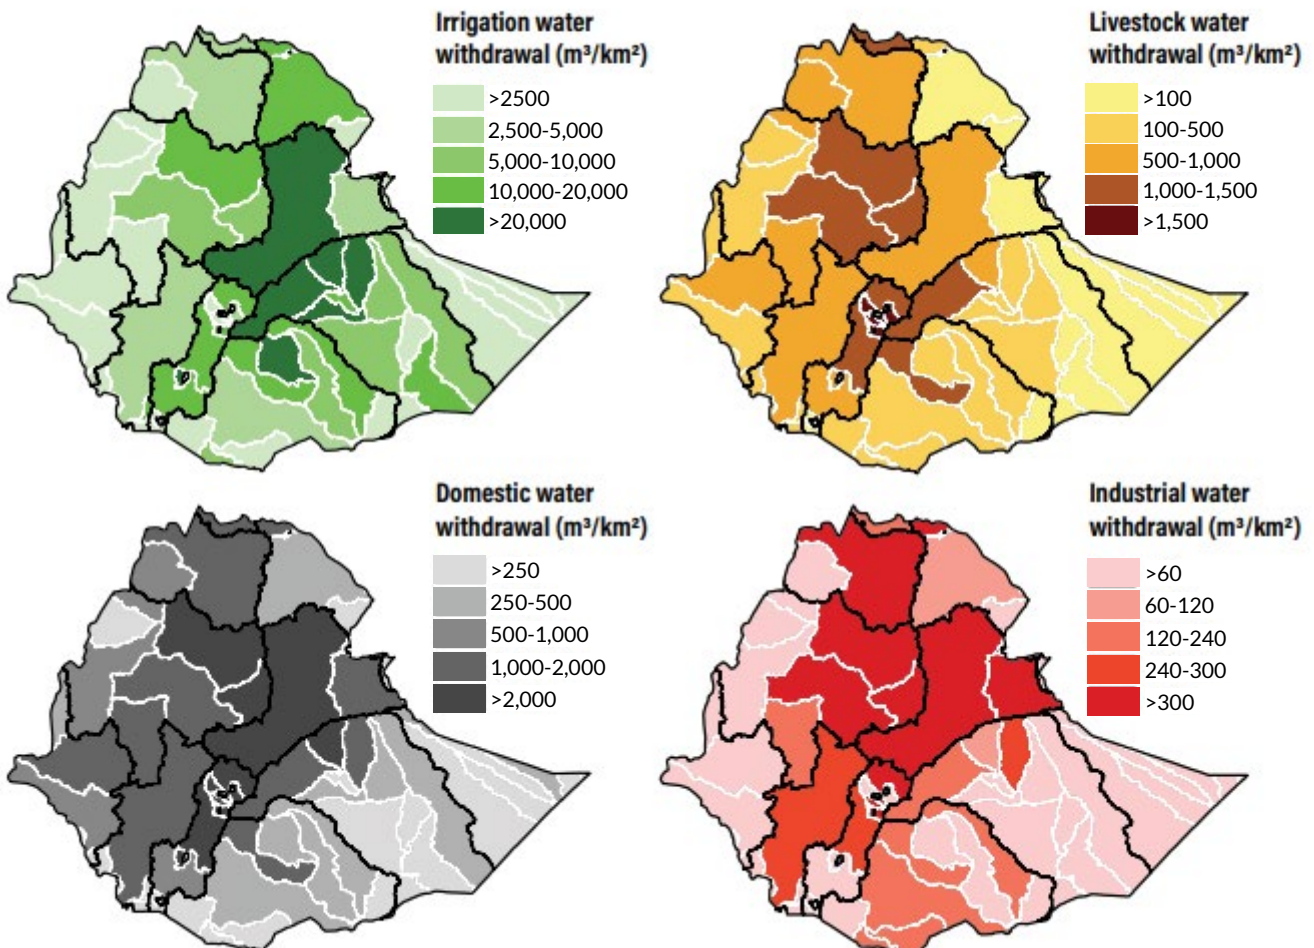 Irrigation water
withdrawal (m³/km²)
>2500
2,500-5,000
5,000-10,000
10,000-20,000
>20,000
Livestock water
withdrawal (m³/km²)
>100
100-500
500-1,000
1,000-1,500
>1,500
Domestic water
withdrawal (m³/km²)
>250
250-500
500-1,000
1,000-2,000
>2,000
Industrial water
withdrawal (m³/km²)
>60
60-120
120-240
240-300
>300